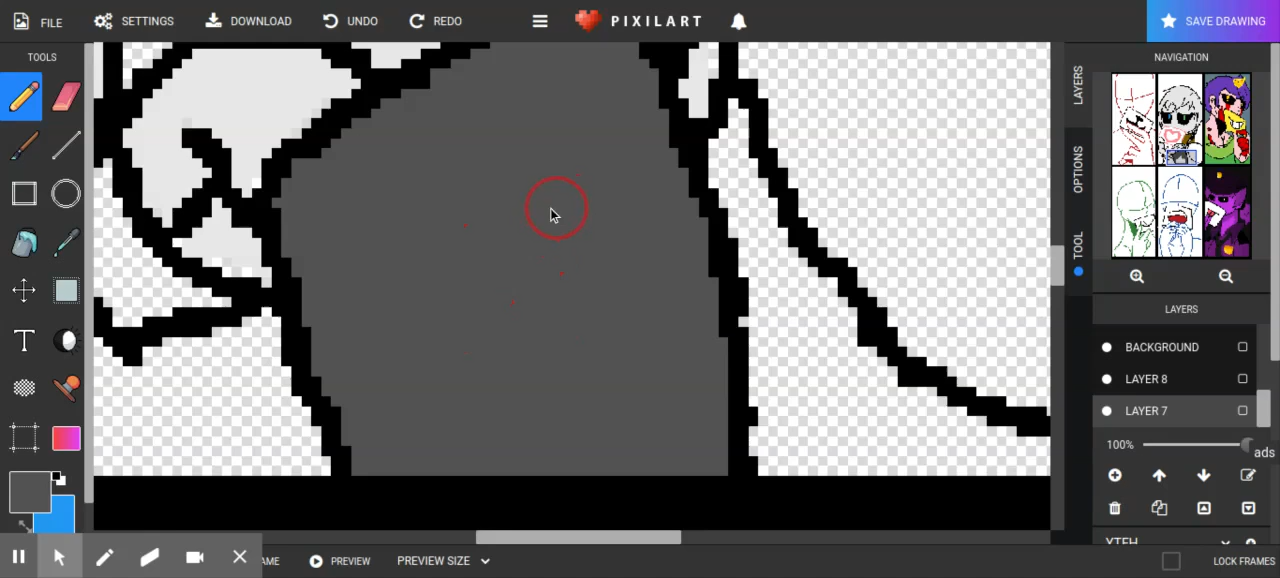 FILE SETTINGS DOWNLOAD UNDO REDO PIXILART SAVE DRAWING
TOOLS
NAVIGATION
LAYERS
OPTIONS
TOOL
T
LAYERS
BACKGROUND
LAYER 8
LAYER 7
100%
ads
AME PREVIEW PREVIEW SIZE LOCK FRAMES